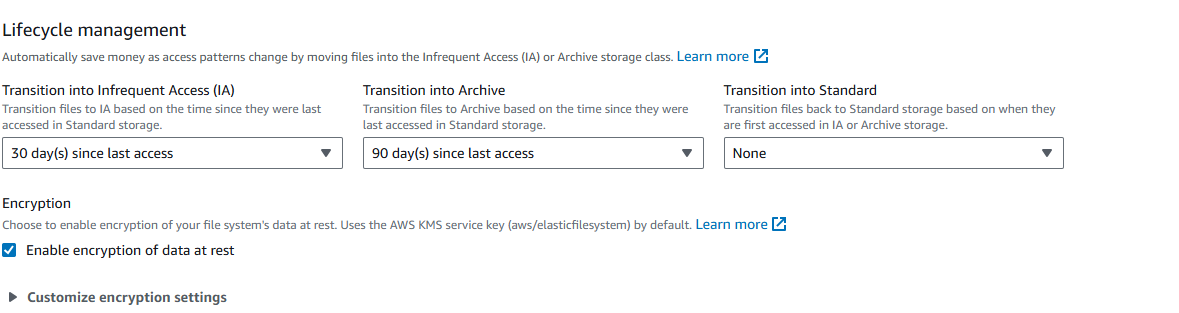 Lifecycle management
Automatically save money as access patterns change by moving files into the Infrequent Access (IA) or Archive storage class. Learn more
Transition into Infrequent Access (IA)
Transition files to IA based on the time since they were last
accessed in Standard storage.
30 day(s) since last access
Transition into Archive
Transition files to Archive based on the time since they were
last accessed in Standard storage.
90 day(s) since last access
Transition into Standard
Transition files back to Standard storage based on when they
are first accessed in IA or Archive storage.
None
Encryption
Choose to enable encryption of your file system's data at rest. Uses the AWS KMS service key (aws/elasticfilesystem) by default. Learn more
Enable encryption of data at rest
Customize encryption settings